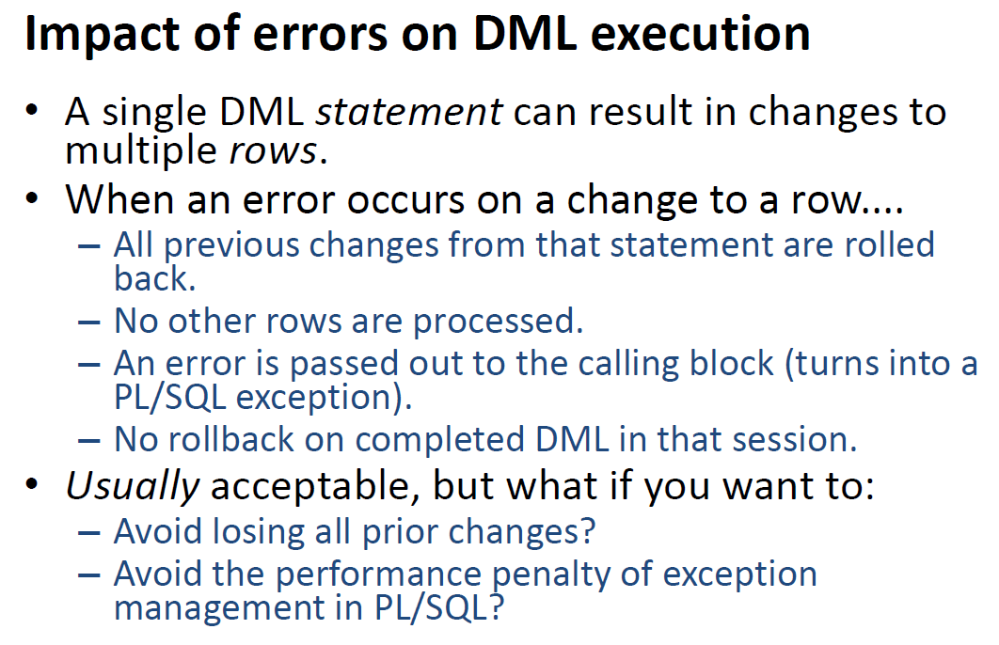 Impact of errors on DML execution
• A single DML statement can result in changes to
multiple rows.
• When an error occurs on a change to a row....
– All previous changes from that statement are rolled
back.
– No other rows are processed.
– An error is passed out to the calling block (turns into a
PL/SQL exception).
– No rollback on completed DML in that session.
• Usually acceptable, but what if you want to:
– Avoid losing all prior changes?
– Avoid the performance penalty of exception
management in PL/SQL?